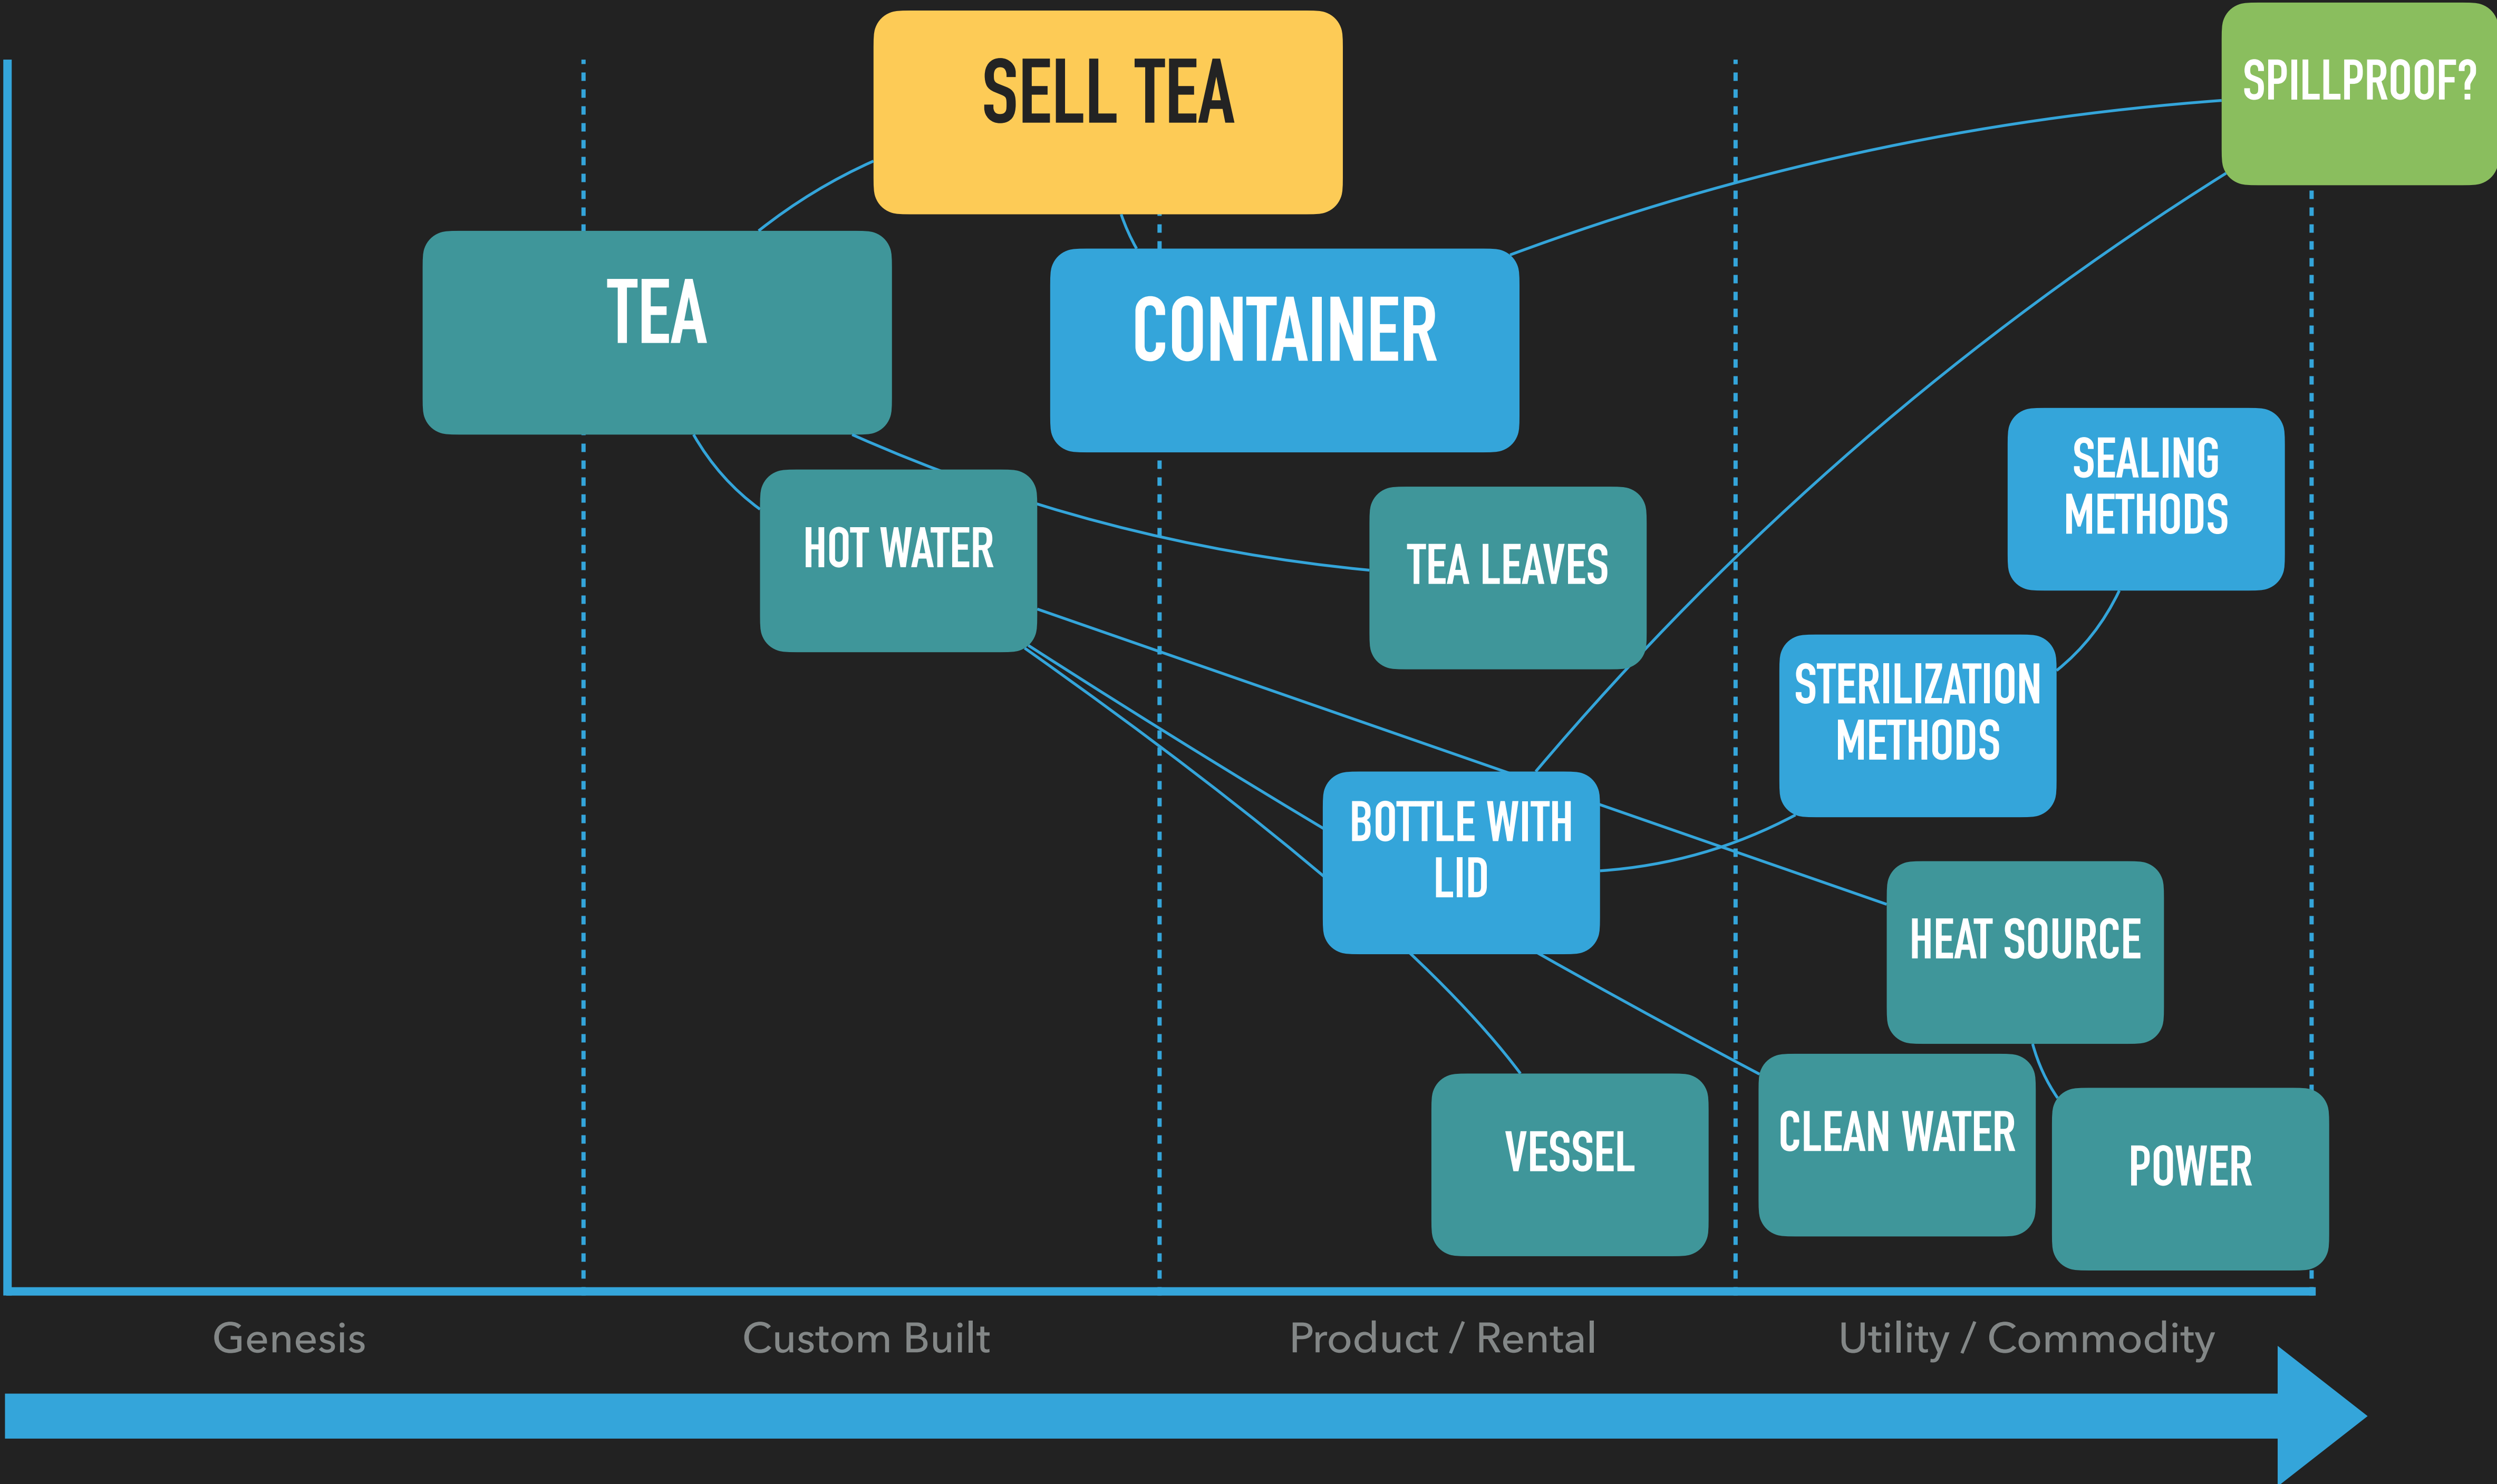 SELL TEA
SPILLPROOF?
TEA
CONTAINER
SEALING
METHODS
HOT WATER
TEA LEAVES
STERILIZATION
METHODS
BOTTLE WITH
LID
HEAT SOURCE
VESSEL
CLEAN WATER
POWER
Genesis
Custom Built
Product / Rental
Utility / Commodity